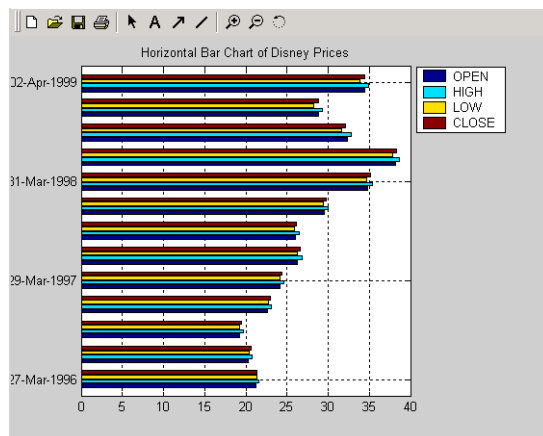 A
Horizontal Bar Chart of Disney Prices
02-Apr-1999
31-Mar-1998
29-Mar-1997
27-Mar-1996
0 5 10 15 20 25 30 35 40
OPEN
HIGH
LOW
CLOSE